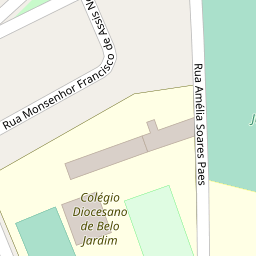 Rua Monsenhor Francisco de Assis
Rua Amélia Soares Paes
Colégio
Diocesano
de Belo
Jardim